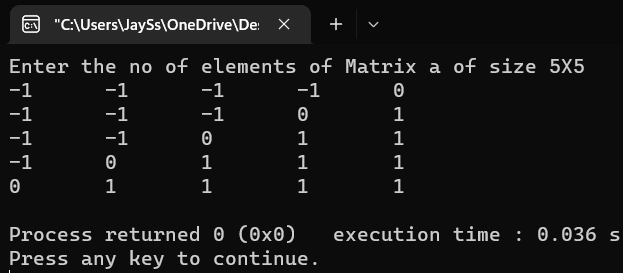 "C:\Users\JaySs\OneDrive\De:
Enter the no of elements of Matrix a of size 5X5
-1 -1 -1 -1 0
-1 -1 -1 0 1
-1 -1 0 1 1
-1 0 1 1 1
0 1 1 1 1
Process returned 0 (0x0) execution time : 0.036 s
Press any key to continue.